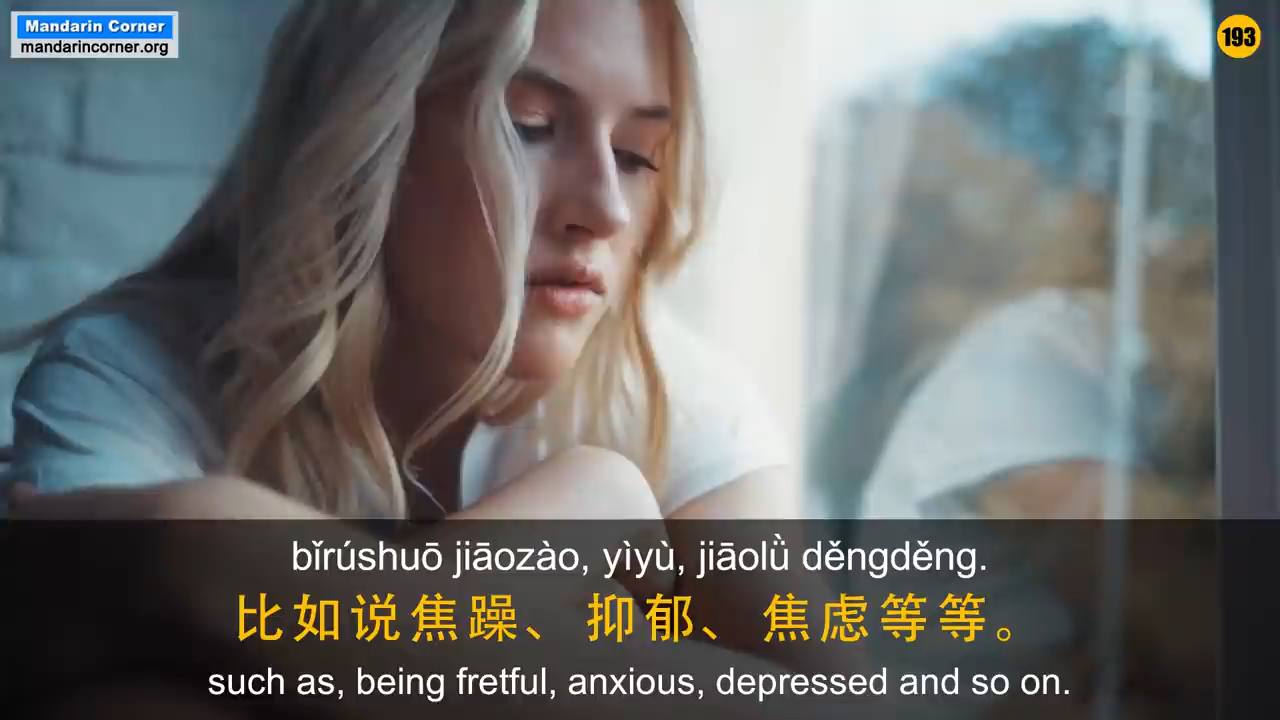 Mandarin Corner
mandarincorner.org
193
bǐrúshuō jiāozào, yìyù, jiāolǜ děngděng.
比如说焦躁、抑郁、焦虑等等。
such as, being fretful, anxious, depressed and so on.